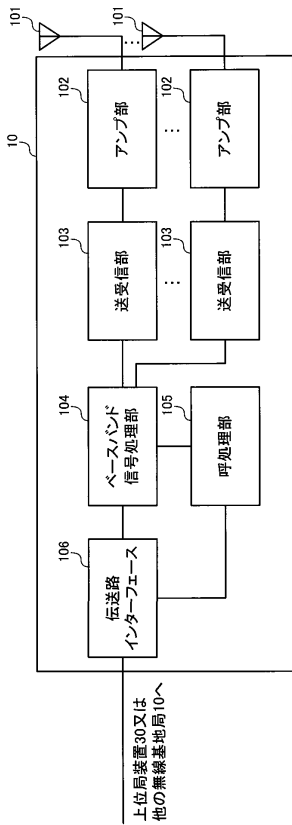 10
101
101
102
アンプ部
102
アンプ部
103
送受信部
103
送受信部
104
ベースバンド
信号処理部
105
呼処理部
106
伝送路
インターフェース
上位局装置30又は
他の無線基地局10へ